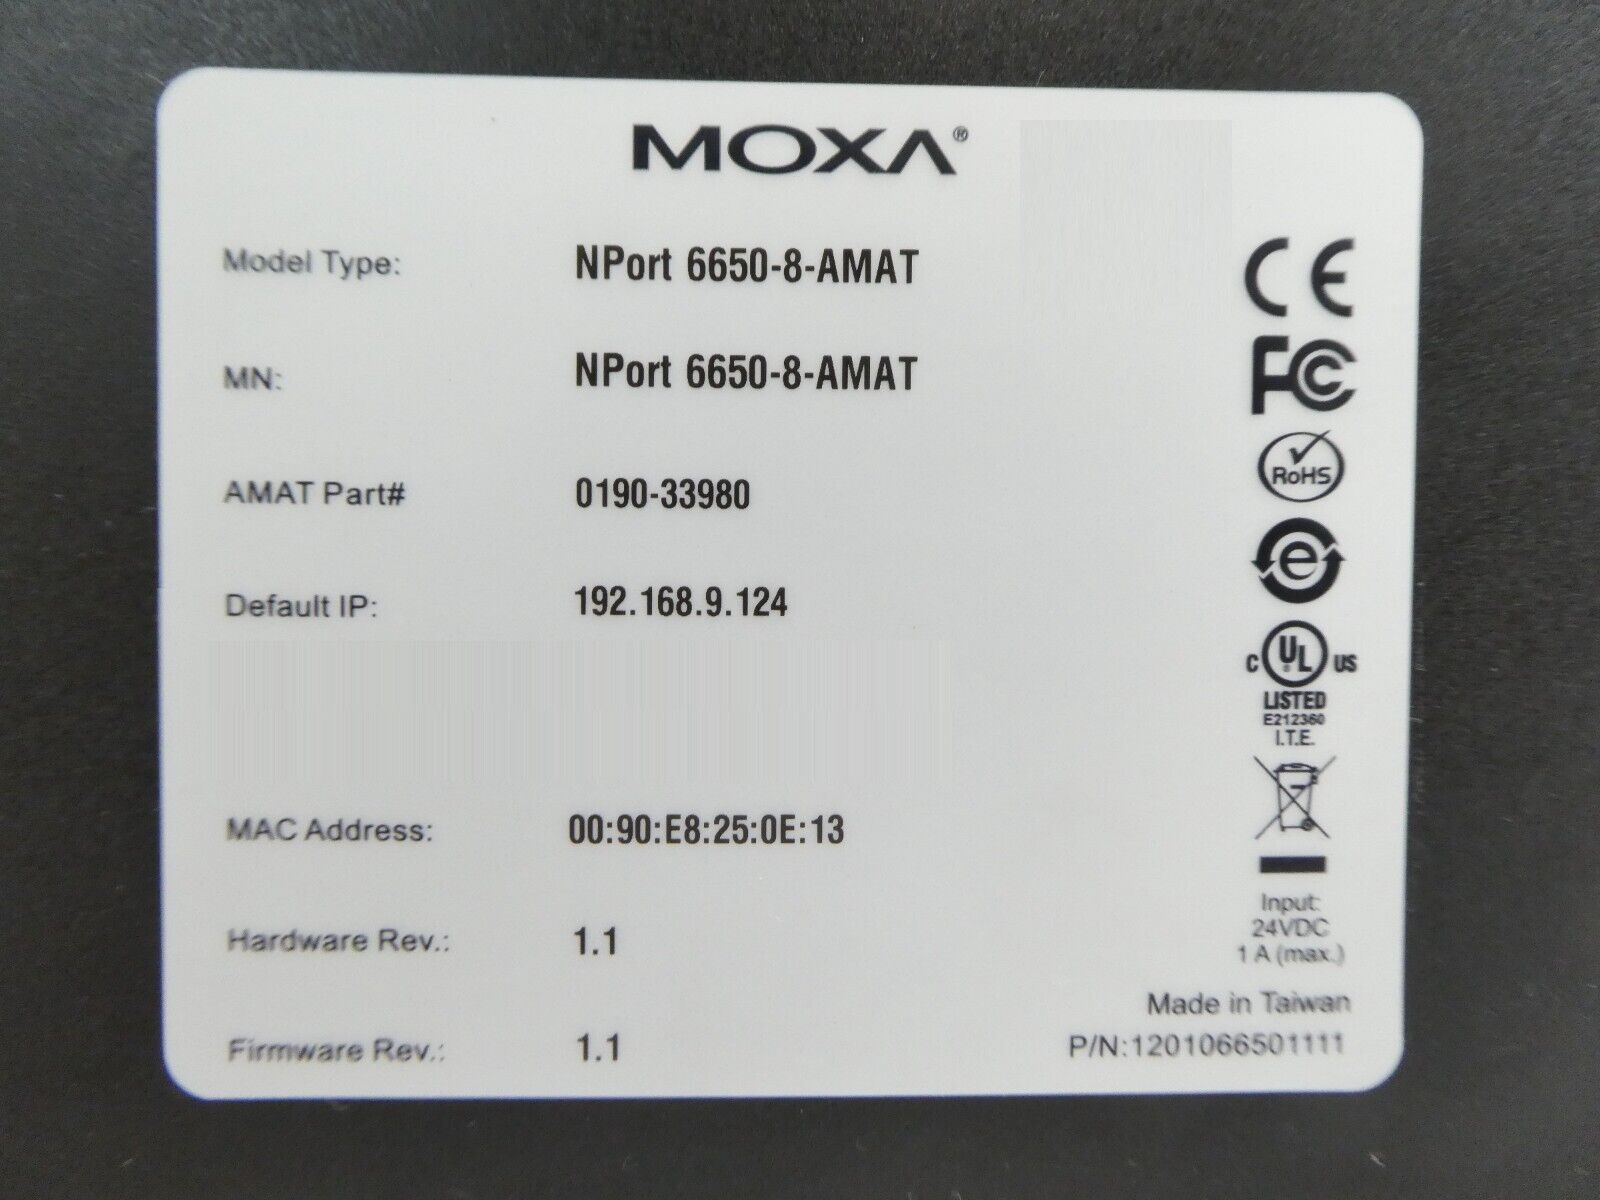 MOXA®
Model Type: NPort 6650-8-AMAT
MN: NPort 6650-8-AMAT
AMAT Part# 0190-33980
Default IP: 192.168.9.124
MAC Address: 00:90:E8:25:0E:13
Hardware Rev.: 1.1
Firmware Rev.: 1.1
CE
FC
RoHS
e
C UL US
LISTED
E212360
I.T.E.
Input:
24VDC
1 A (max.)
Made in Taiwan
P/N:1201066501111